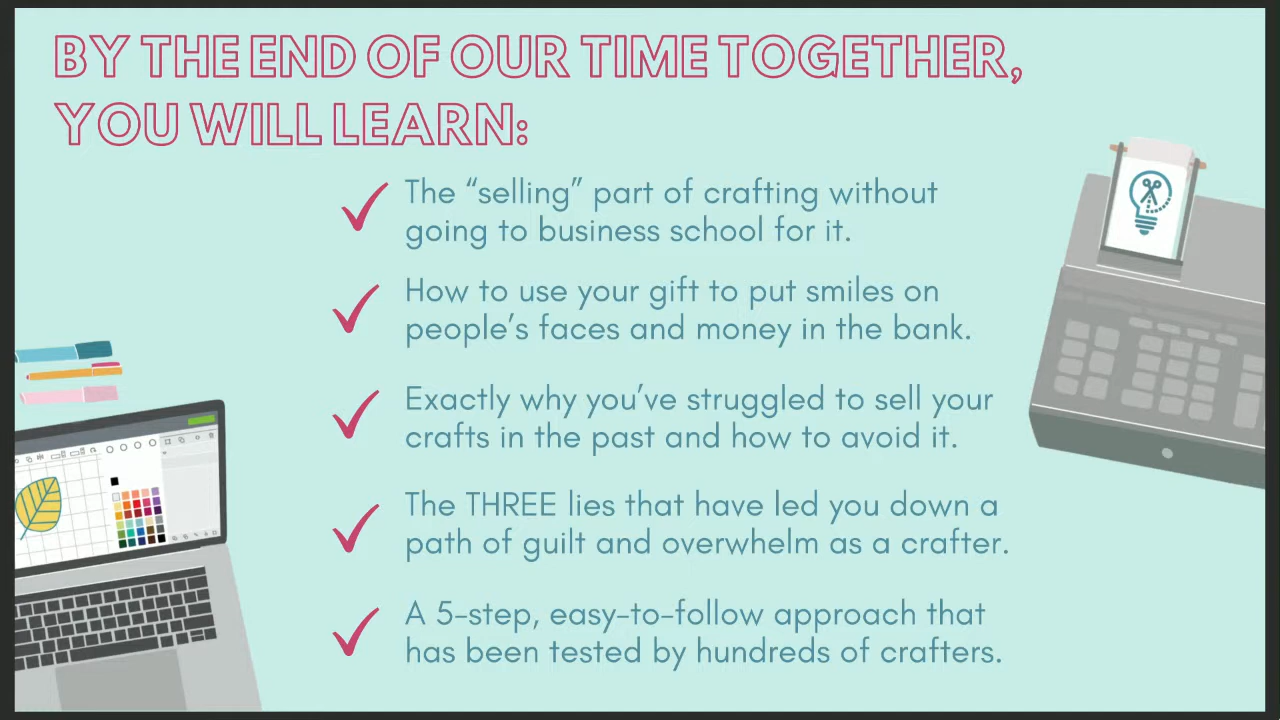 BY THE END OF OUR TIME TOGETHER,
YOU WILL LEARN:
The “selling” part of crafting without
going to business school for it.
How to use your gift to put smiles on
people’s faces and money in the bank.
Exactly why you’ve struggled to sell your
crafts in the past and how to avoid it.
The THREE lies that have led you down a
path of guilt and overwhelm as a crafter.
A 5-step, easy-to-follow approach that
has been tested by hundreds of crafters.